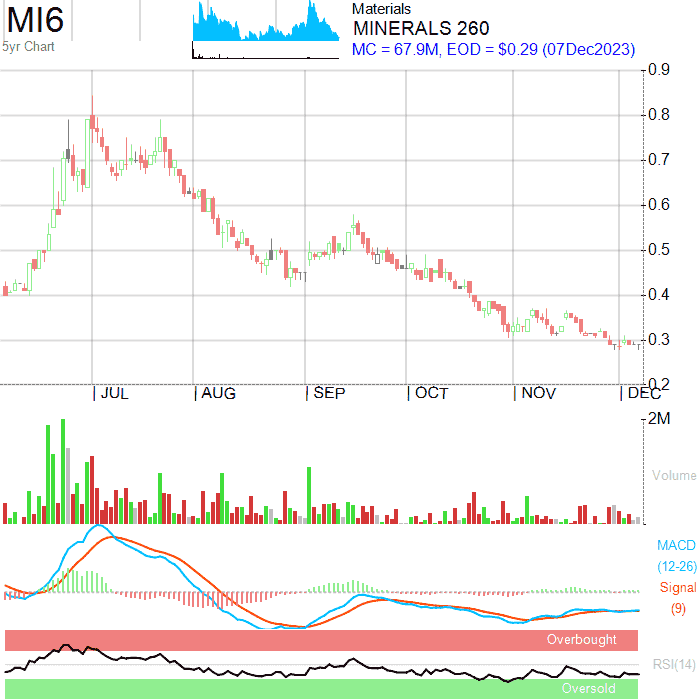 MI6
5yr Chart
Materials
MINERALS 260
MC = 67.9M, EOD = $0.29 (07Dec2023)
0.9
0.8
0.7
0.6
0.5
0.4
0.3
0.2
JUL AUG SEP OCT NOV DEC
2M
Volume
MACD
(12-26)
Signal
(9)
Overbought
RSI(14)
Oversold